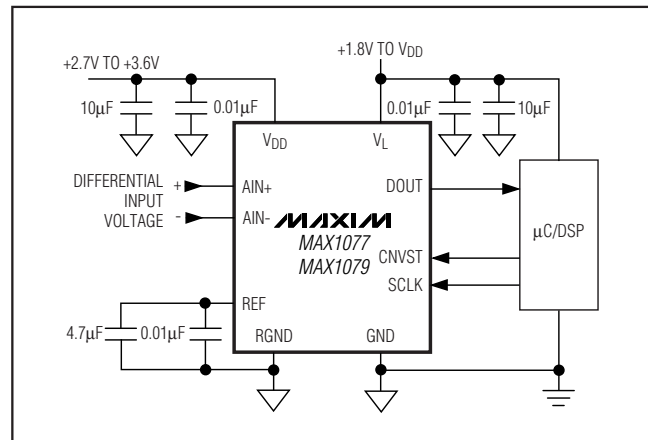 +2.7V TO +3.6V
+1.8V TO VDD
10μF
0.01μF
0.01μF
10μF
VDD
VL
DIFFERENTIAL
INPUT
VOLTAGE
+
-
AIN+
AIN-
DOUT
MAXIM
MAX1077
MAX1079
μC/DSP
CNVST
SCLK
REF
4.7μF
0.01μF
RGND
GND